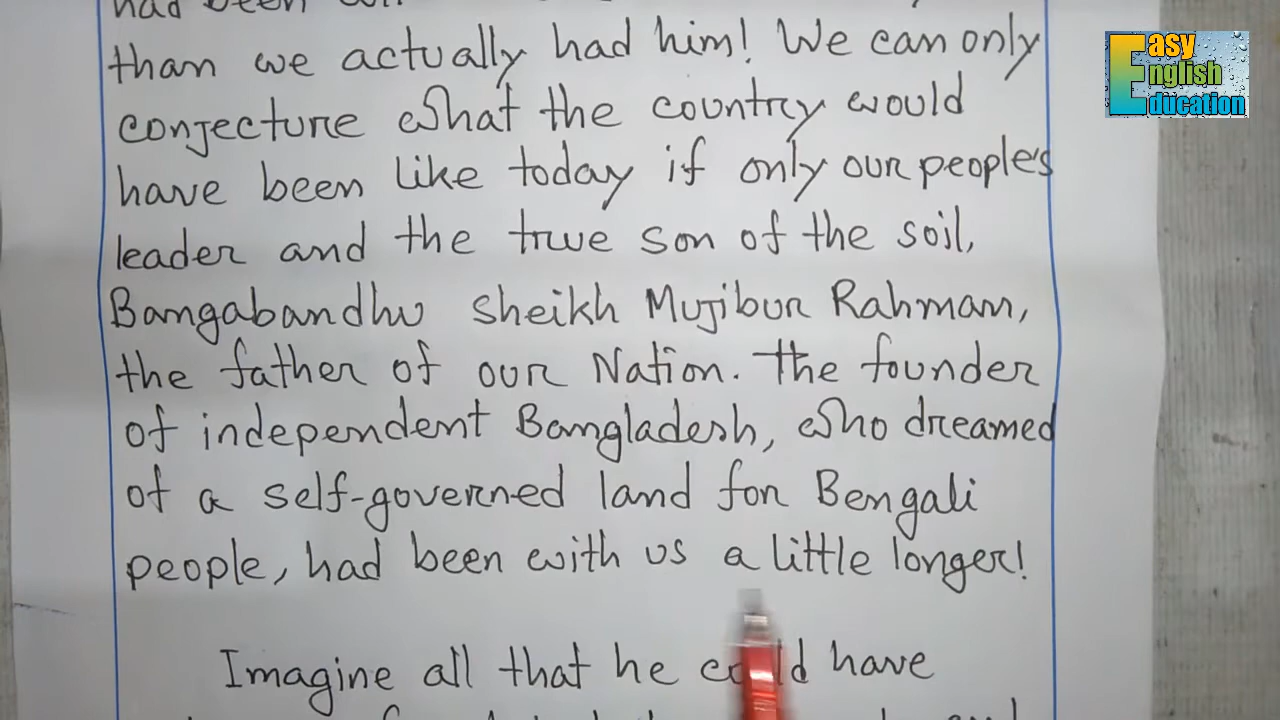 had been
than we actually had him! We can only
conjecture what the country would
have been like today if only our people's
leader and the true son of the soil,
Bangabandhu Sheikh Mujibur Rahman,
the father of our Nation. The founder
of independent Bangladesh, who dreamed
of a self-governed land for Bengali
people, had been with us a little longer!
Imagine all that he could have
Easy
English
Education